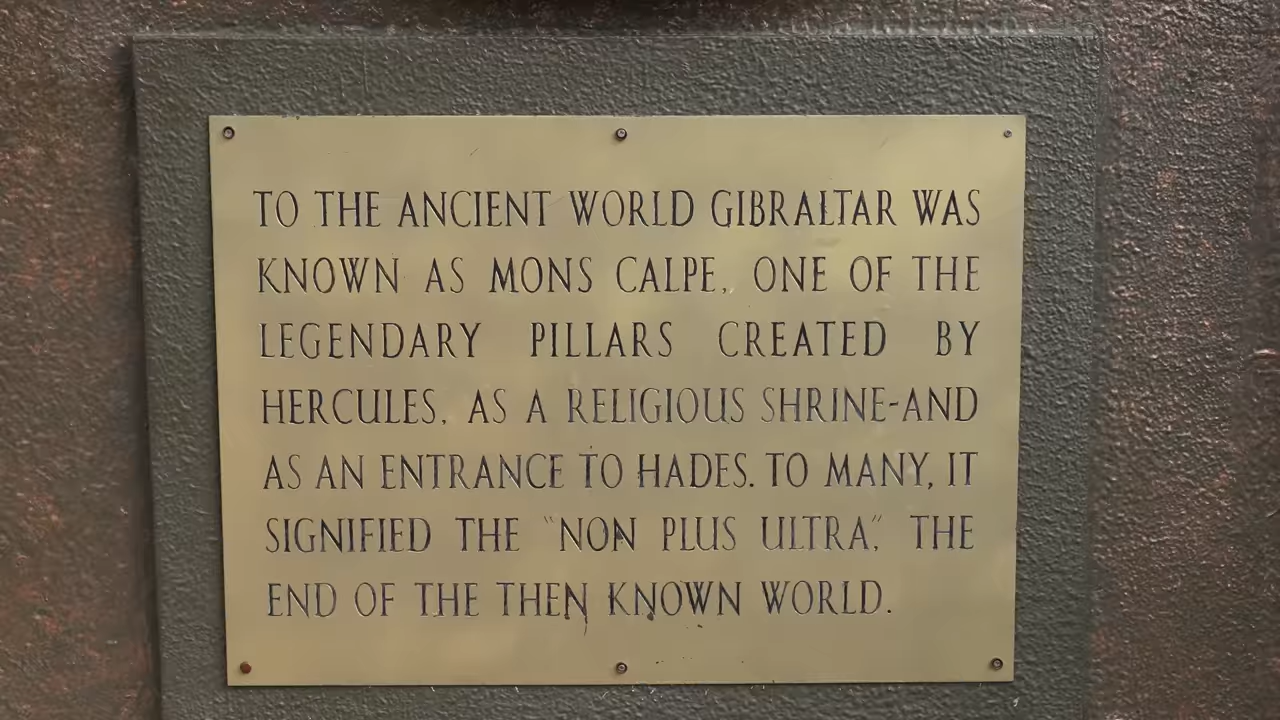 TO THE ANCIENT WORLD GIBRALTAR WAS
KNOWN AS MONS CALPE, ONE OF THE
LEGENDARY PILLARS CREATED BY
HERCULES, AS A RELIGIOUS SHRINE-AND
AS AN ENTRANCE TO HADES. TO MANY, IT
SIGNIFIED THE "NON PLUS ULTRA," THE
END OF THE THEN KNOWN WORLD.